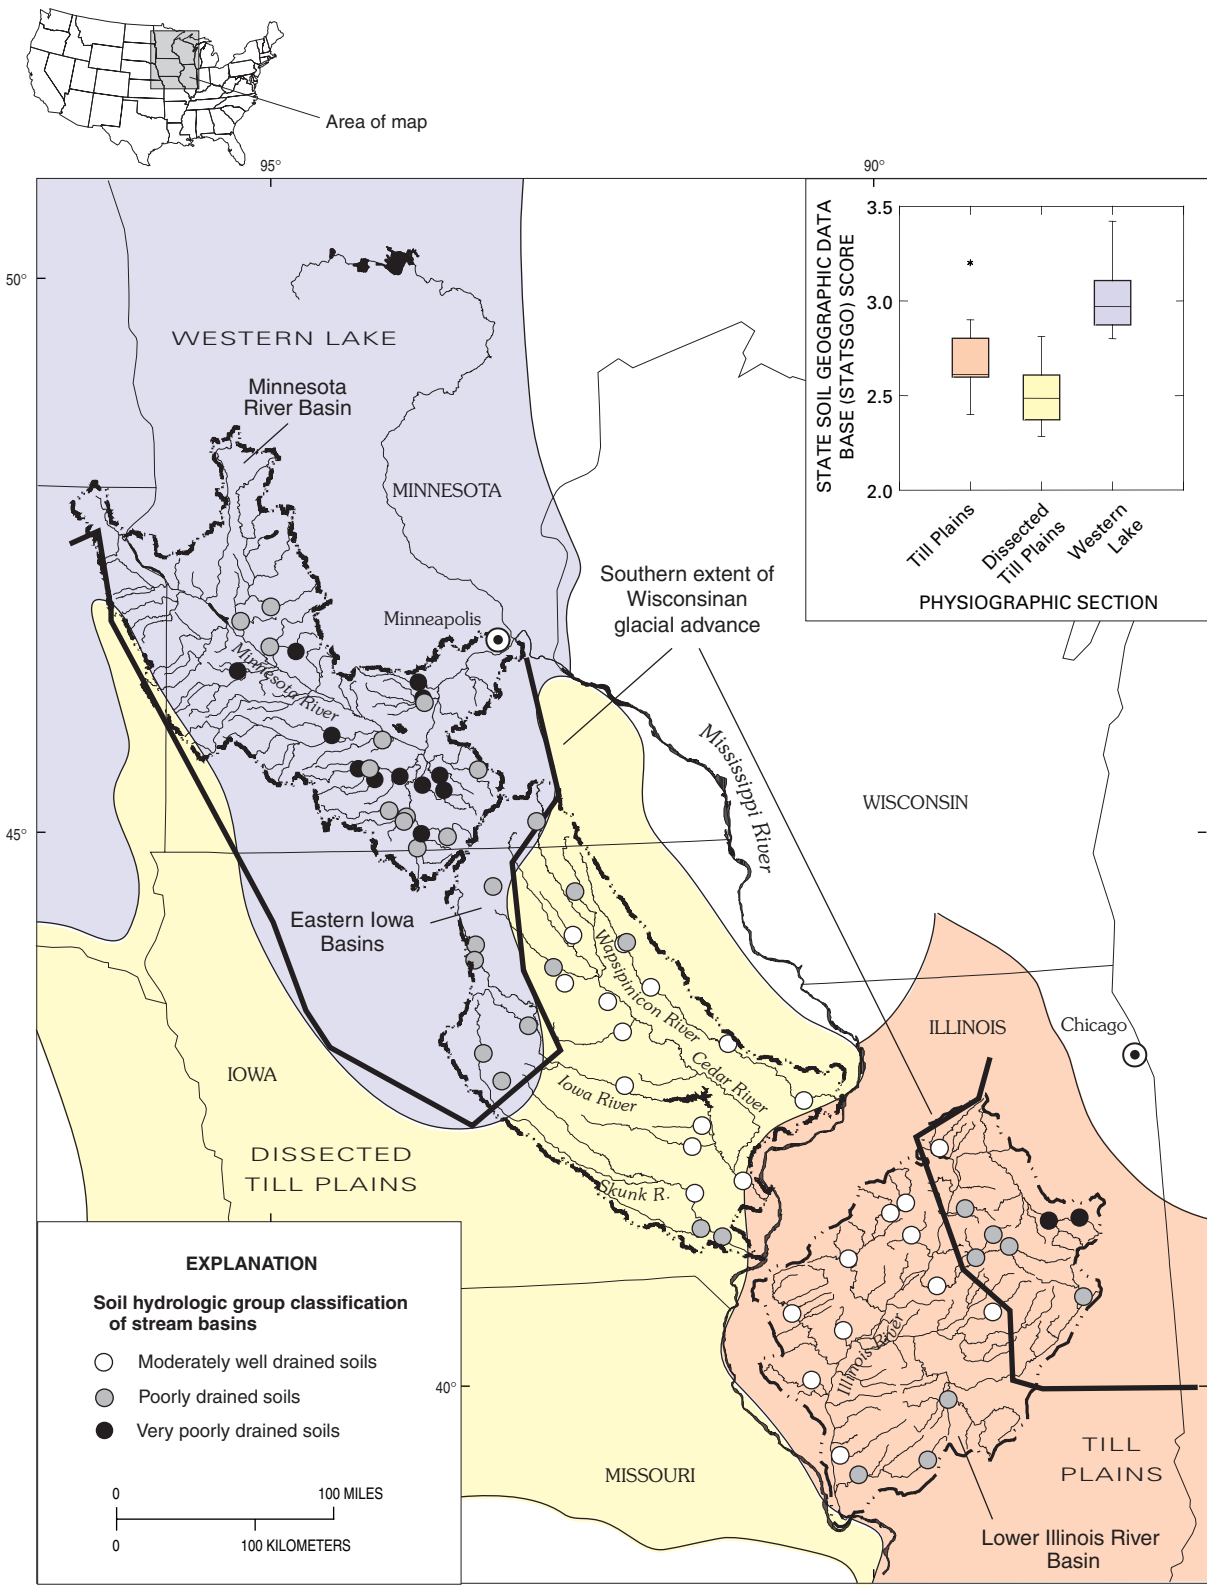 Area of map
95°
90°
50°
45°
40°
WESTERN LAKE
Minnesota
River Basin
MINNESOTA
Minneapolis
Minnesota River
Southern extent of
Wisconsinan
glacial advance
Mississippi River
WISCONSIN
Eastern Iowa
Basins
Wapsipinicon River
Cedar River
Iowa River
Skunk R.
IOWA
DISSECTED
TILL PLAINS
ILLINOIS
Chicago
Illinois River
MISSOURI
TILL
PLAINS
Lower Illinois River
Basin
STATE SOIL GEOGRAPHIC DATA
BASE (STATSGO) SCORE
3.5
3.0
2.5
2.0
*
Till Plains
Dissected
Till Plains
Western
Lake
PHYSIOGRAPHIC SECTION
EXPLANATION
Soil hydrologic group classification
of stream basins
Moderately well drained soils
Poorly drained soils
Very poorly drained soils
0 100 MILES
0 100 KILOMETERS